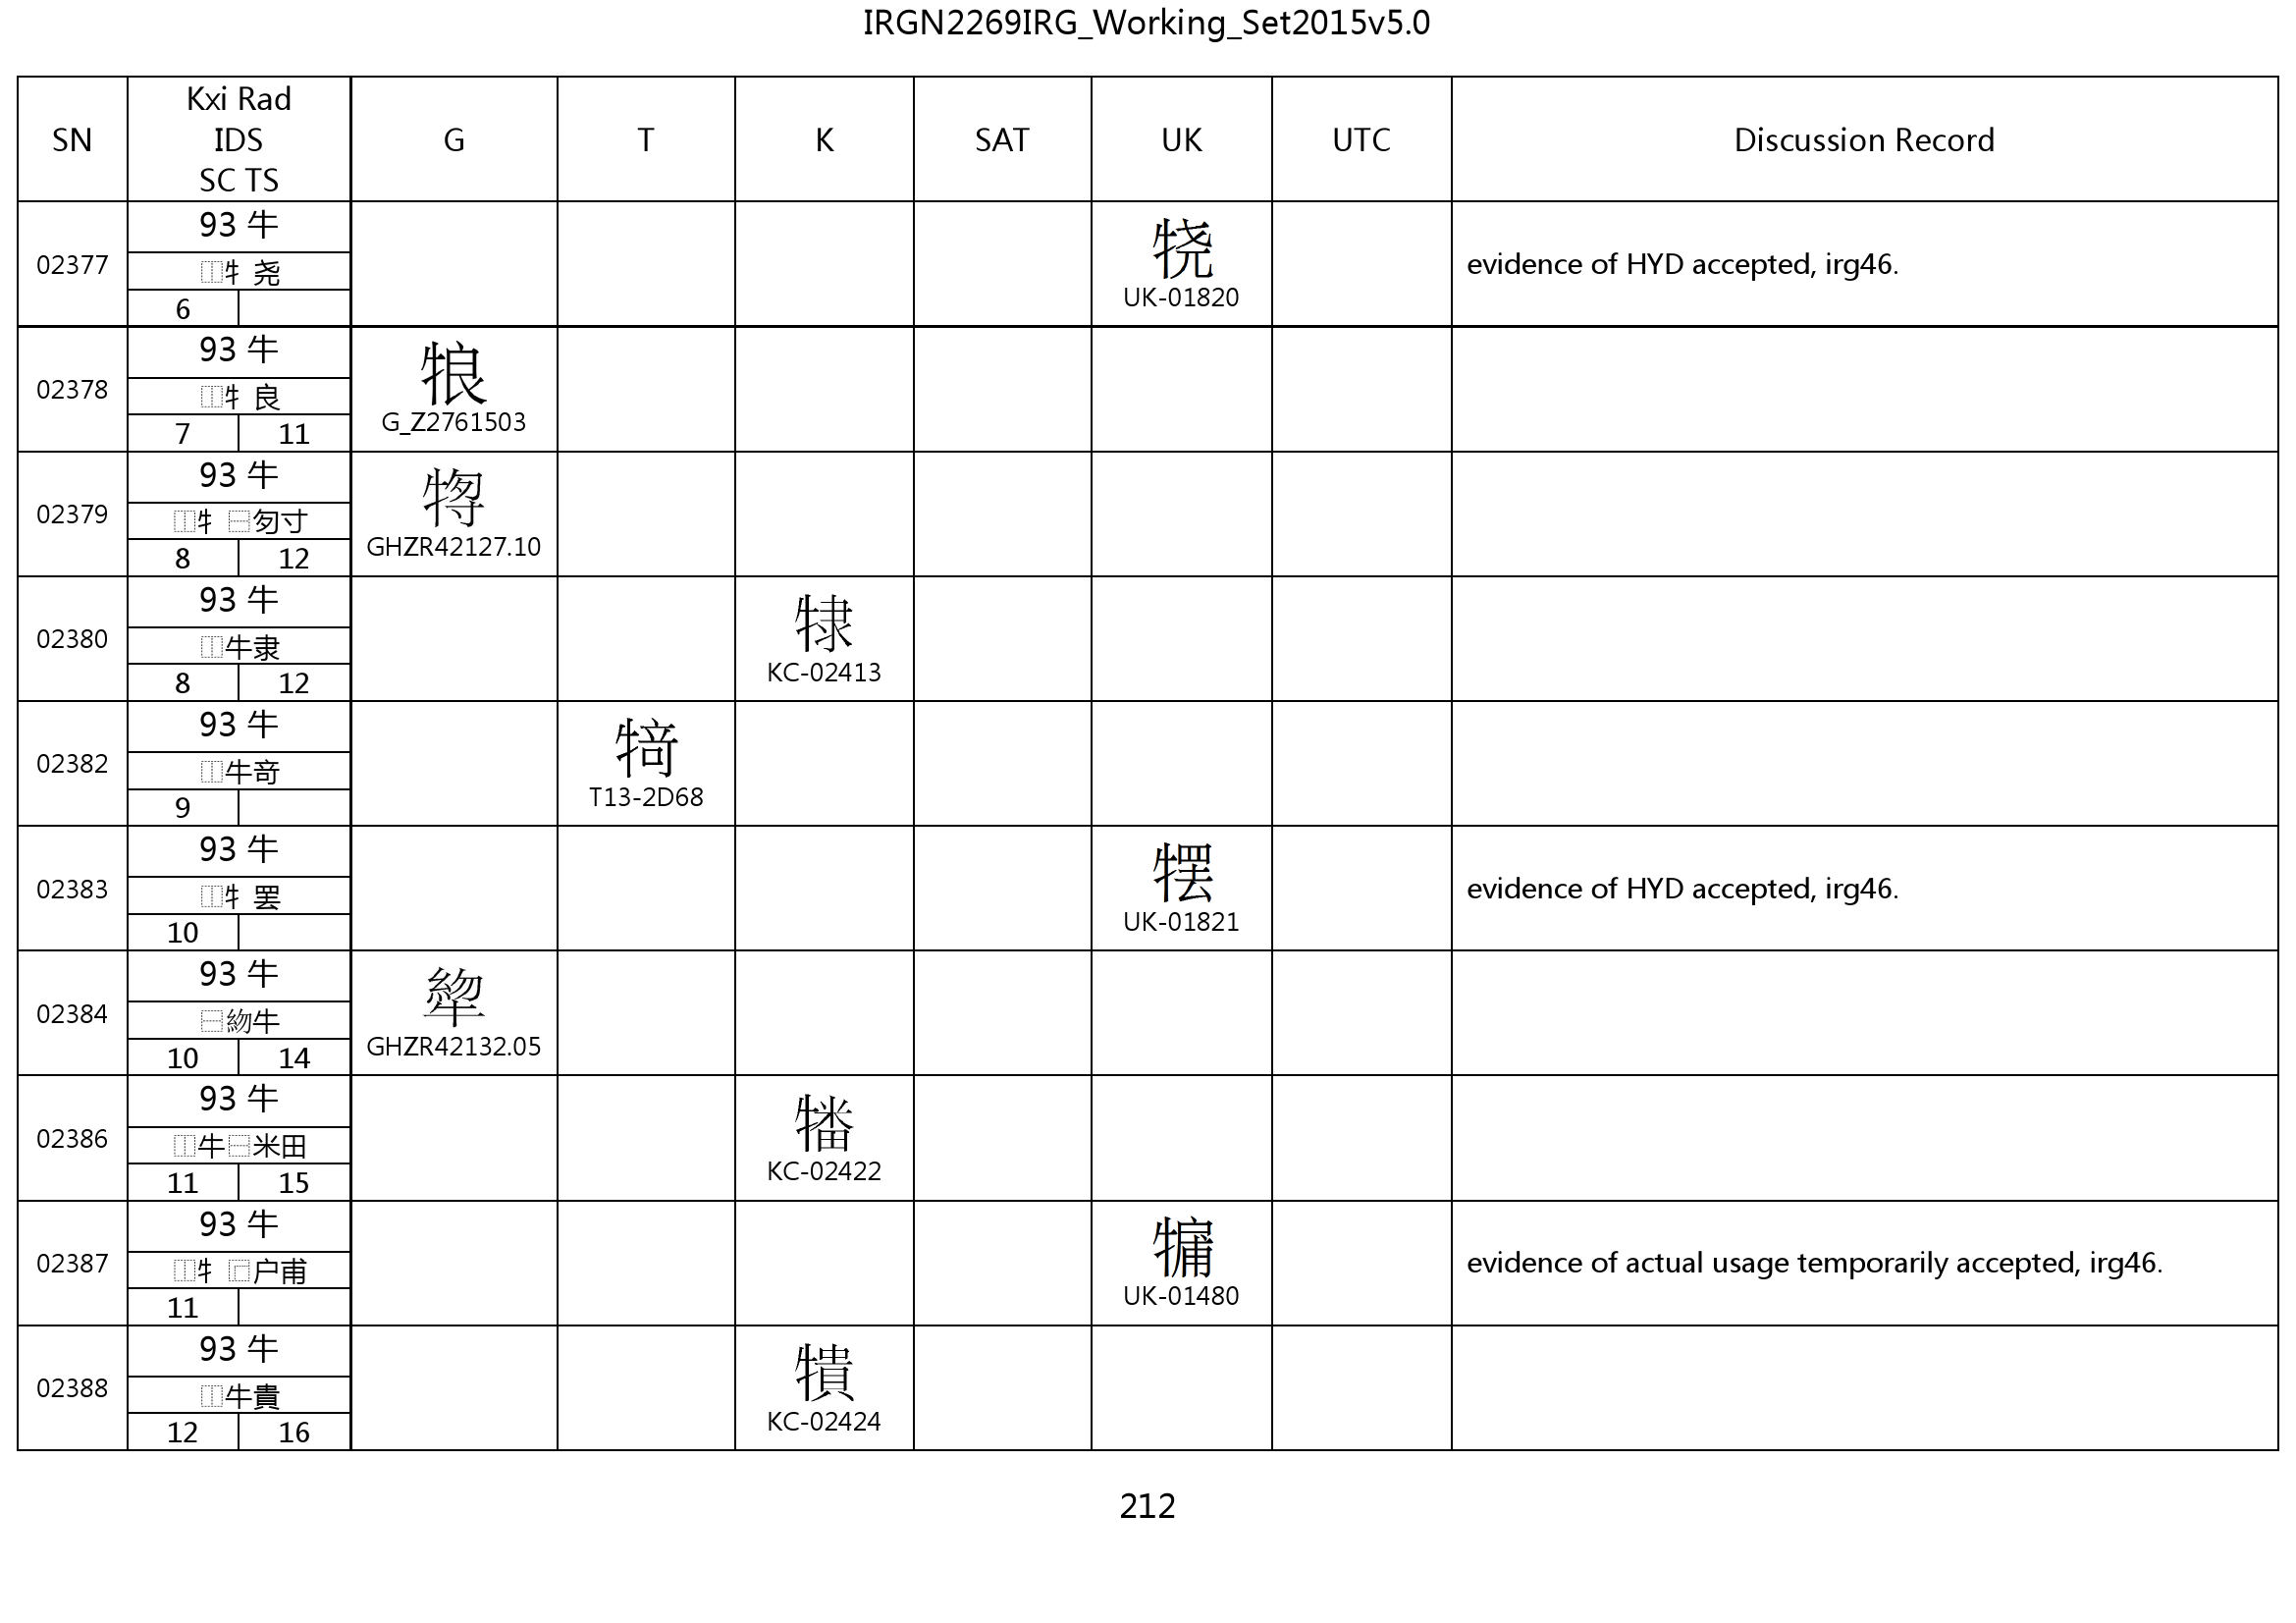 IRGN2269IRG_Working_Set2015v5.0
SN Kxi Rad IDS SC TS G T K SAT UK UTC Discussion Record
93 牛
02377 ⿰牜尧 UK-01820 evidence of HYD accepted, irg46.
6
93 牛
02378 ⿰牜良 G_Z2761503
7 11
93 牛
02379 ⿰牜⿱匁寸 GHZR42127.10
8 12
93 牛
02380 ⿰牛隶 KC-02413
8 12
93 牛
02382 ⿰牛竒 T13-2D68
9
93 牛
02383 ⿰牜罢 UK-01821 evidence of HYD accepted, irg46.
10
93 牛
02384 ⿱緫牛 GHZR42132.05
10 14
93 牛
02386 ⿰牛⿱米田 KC-02422
11 15
93 牛
02387 ⿰牜⿸户甫 UK-01480 evidence of actual usage temporarily accepted, irg46.
11
93 牛
02388 ⿰牛貴 KC-02424
12 16
212